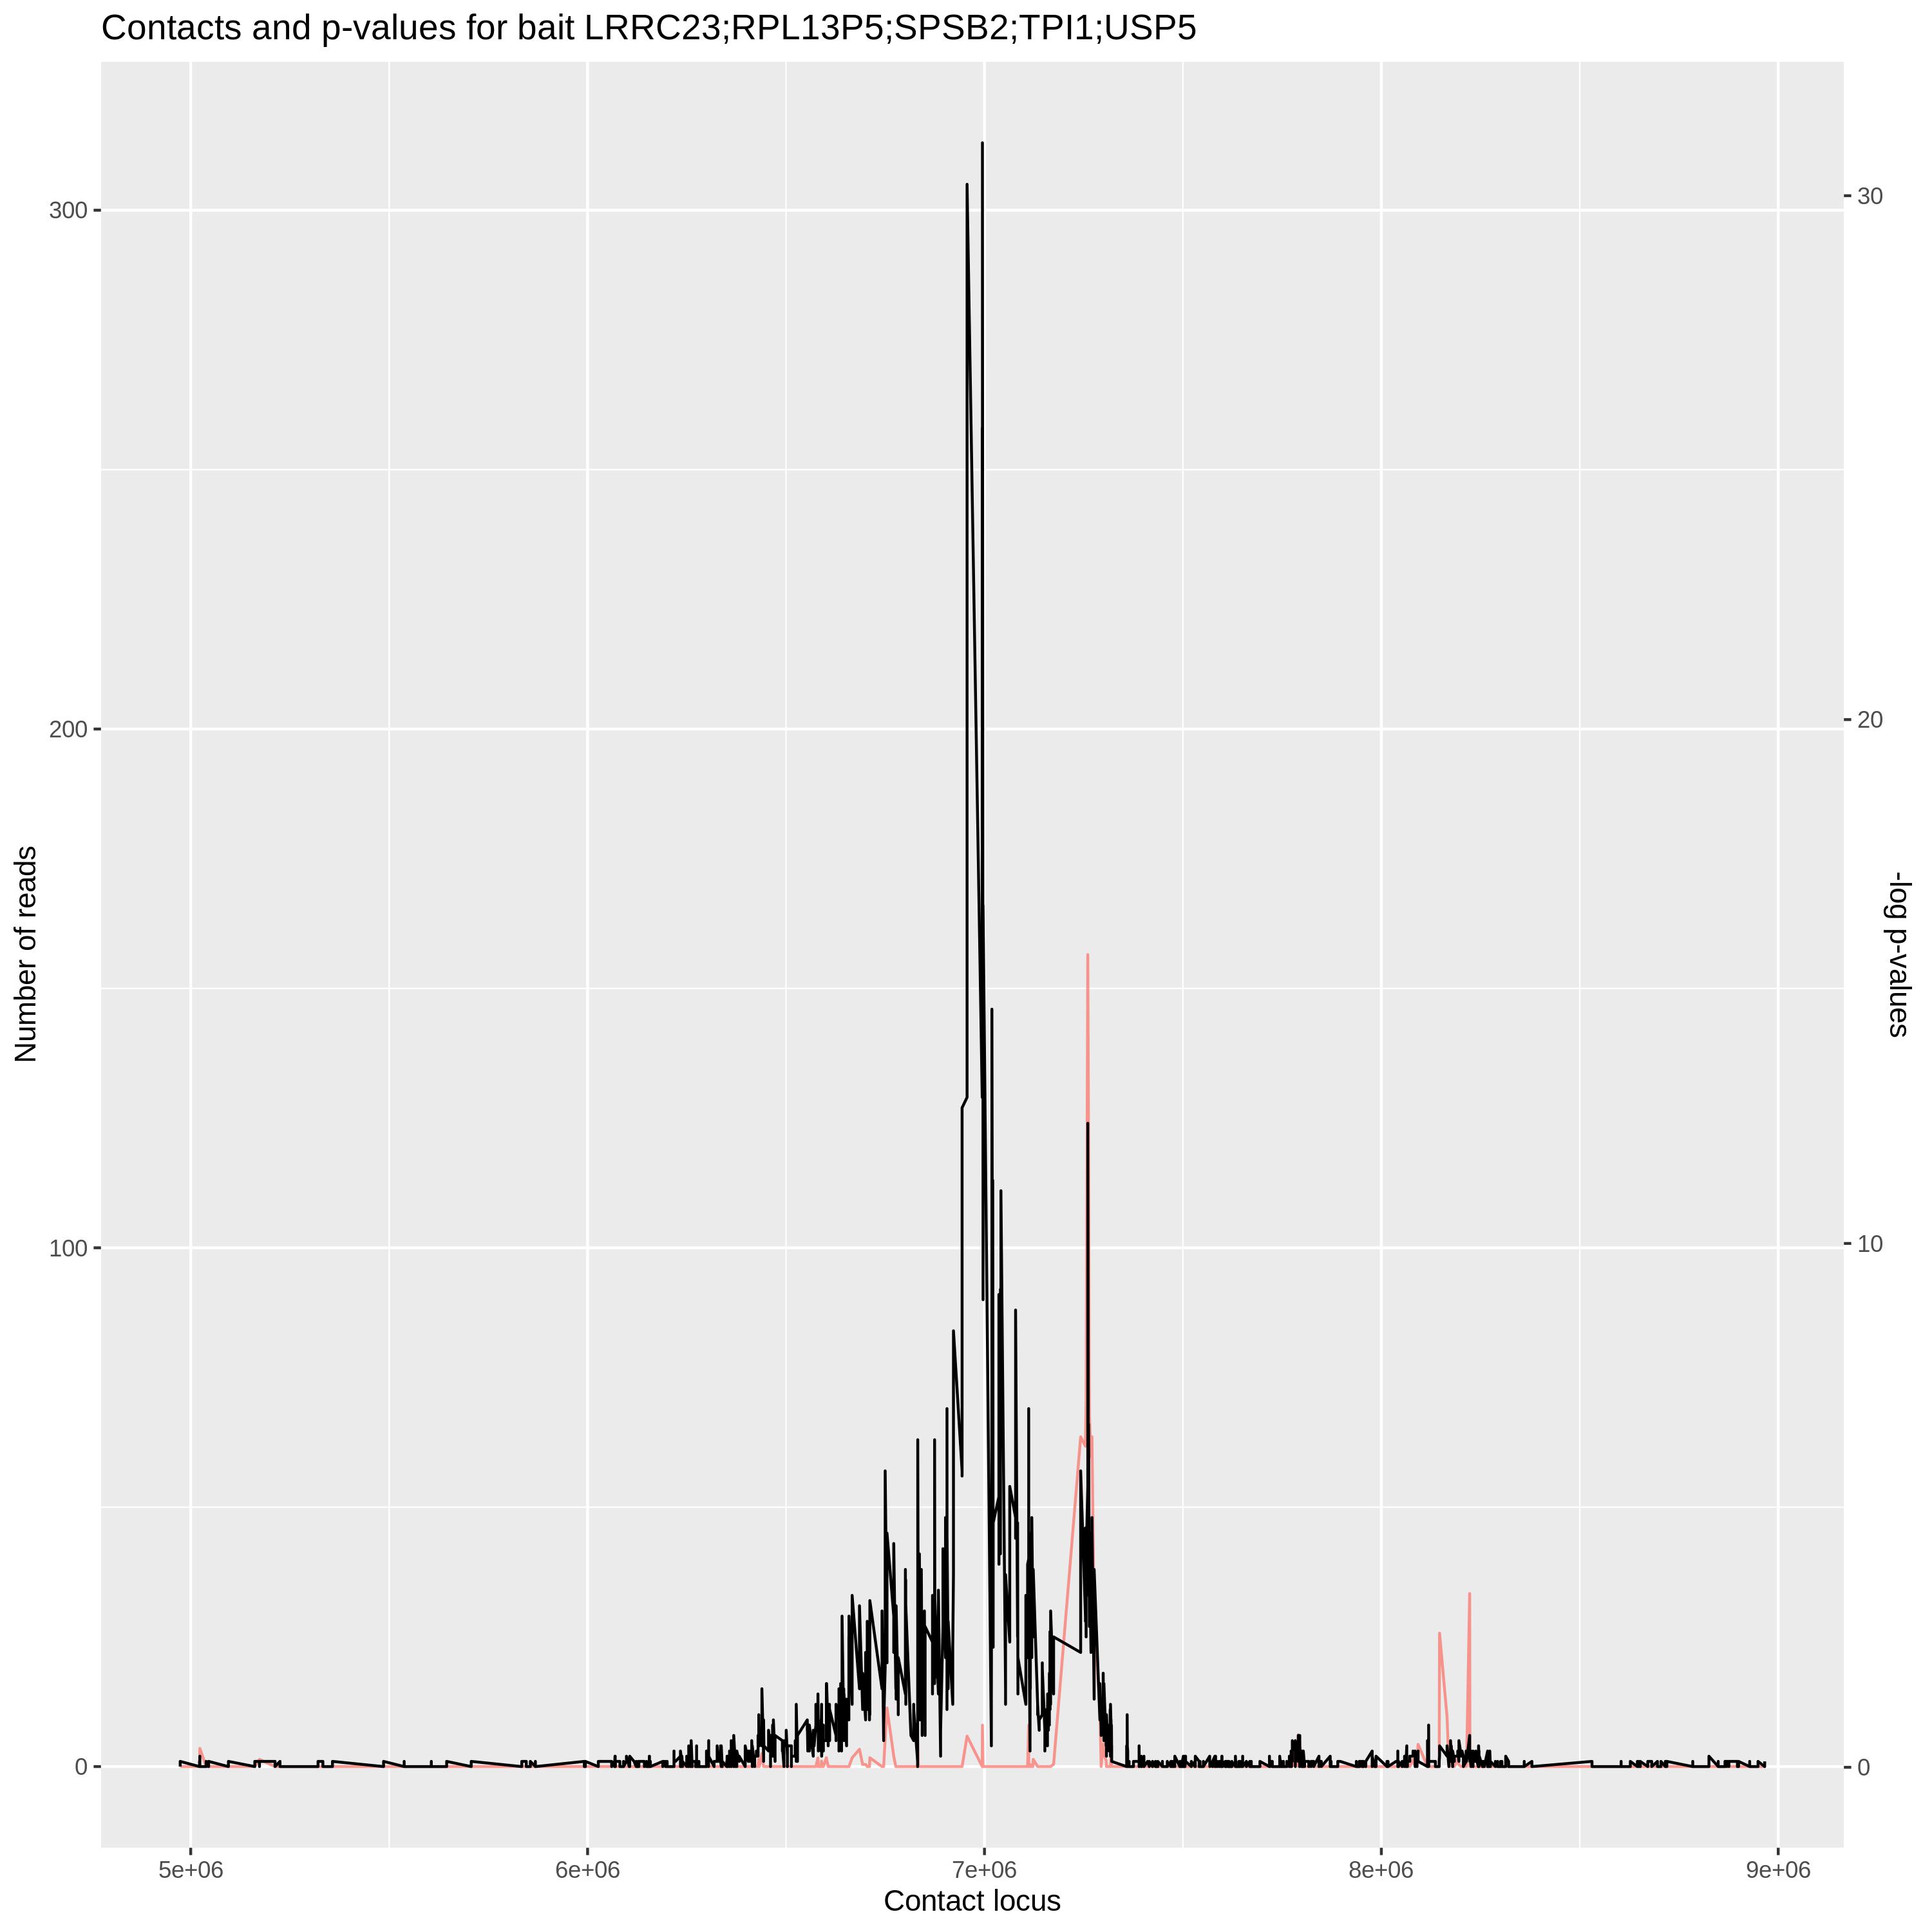 Contacts and p-values for bait LRRC23;RPL13P5;SPSB2;TPI1;USP5
300
200
100
0
Number of reads
30
20
10
0
-log p-values
5e+06
6e+06
7e+06
8e+06
9e+06
Contact locus